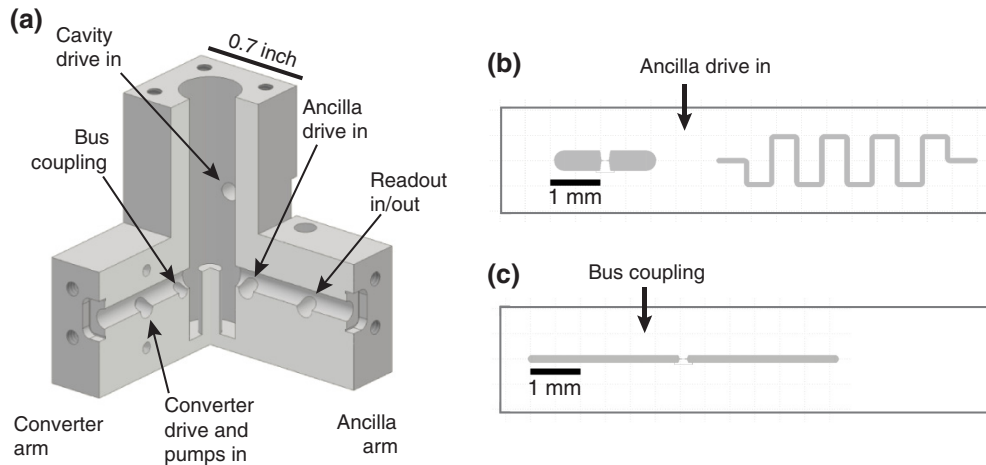 (a)
Cavity
drive in
0.7 inch
Bus
coupling
Ancilla
drive in
Readout
in/out
Converter
arm
Converter
drive and
pumps in
Ancilla
arm
(b)
Ancilla drive in
1 mm
(c)
Bus coupling
1 mm